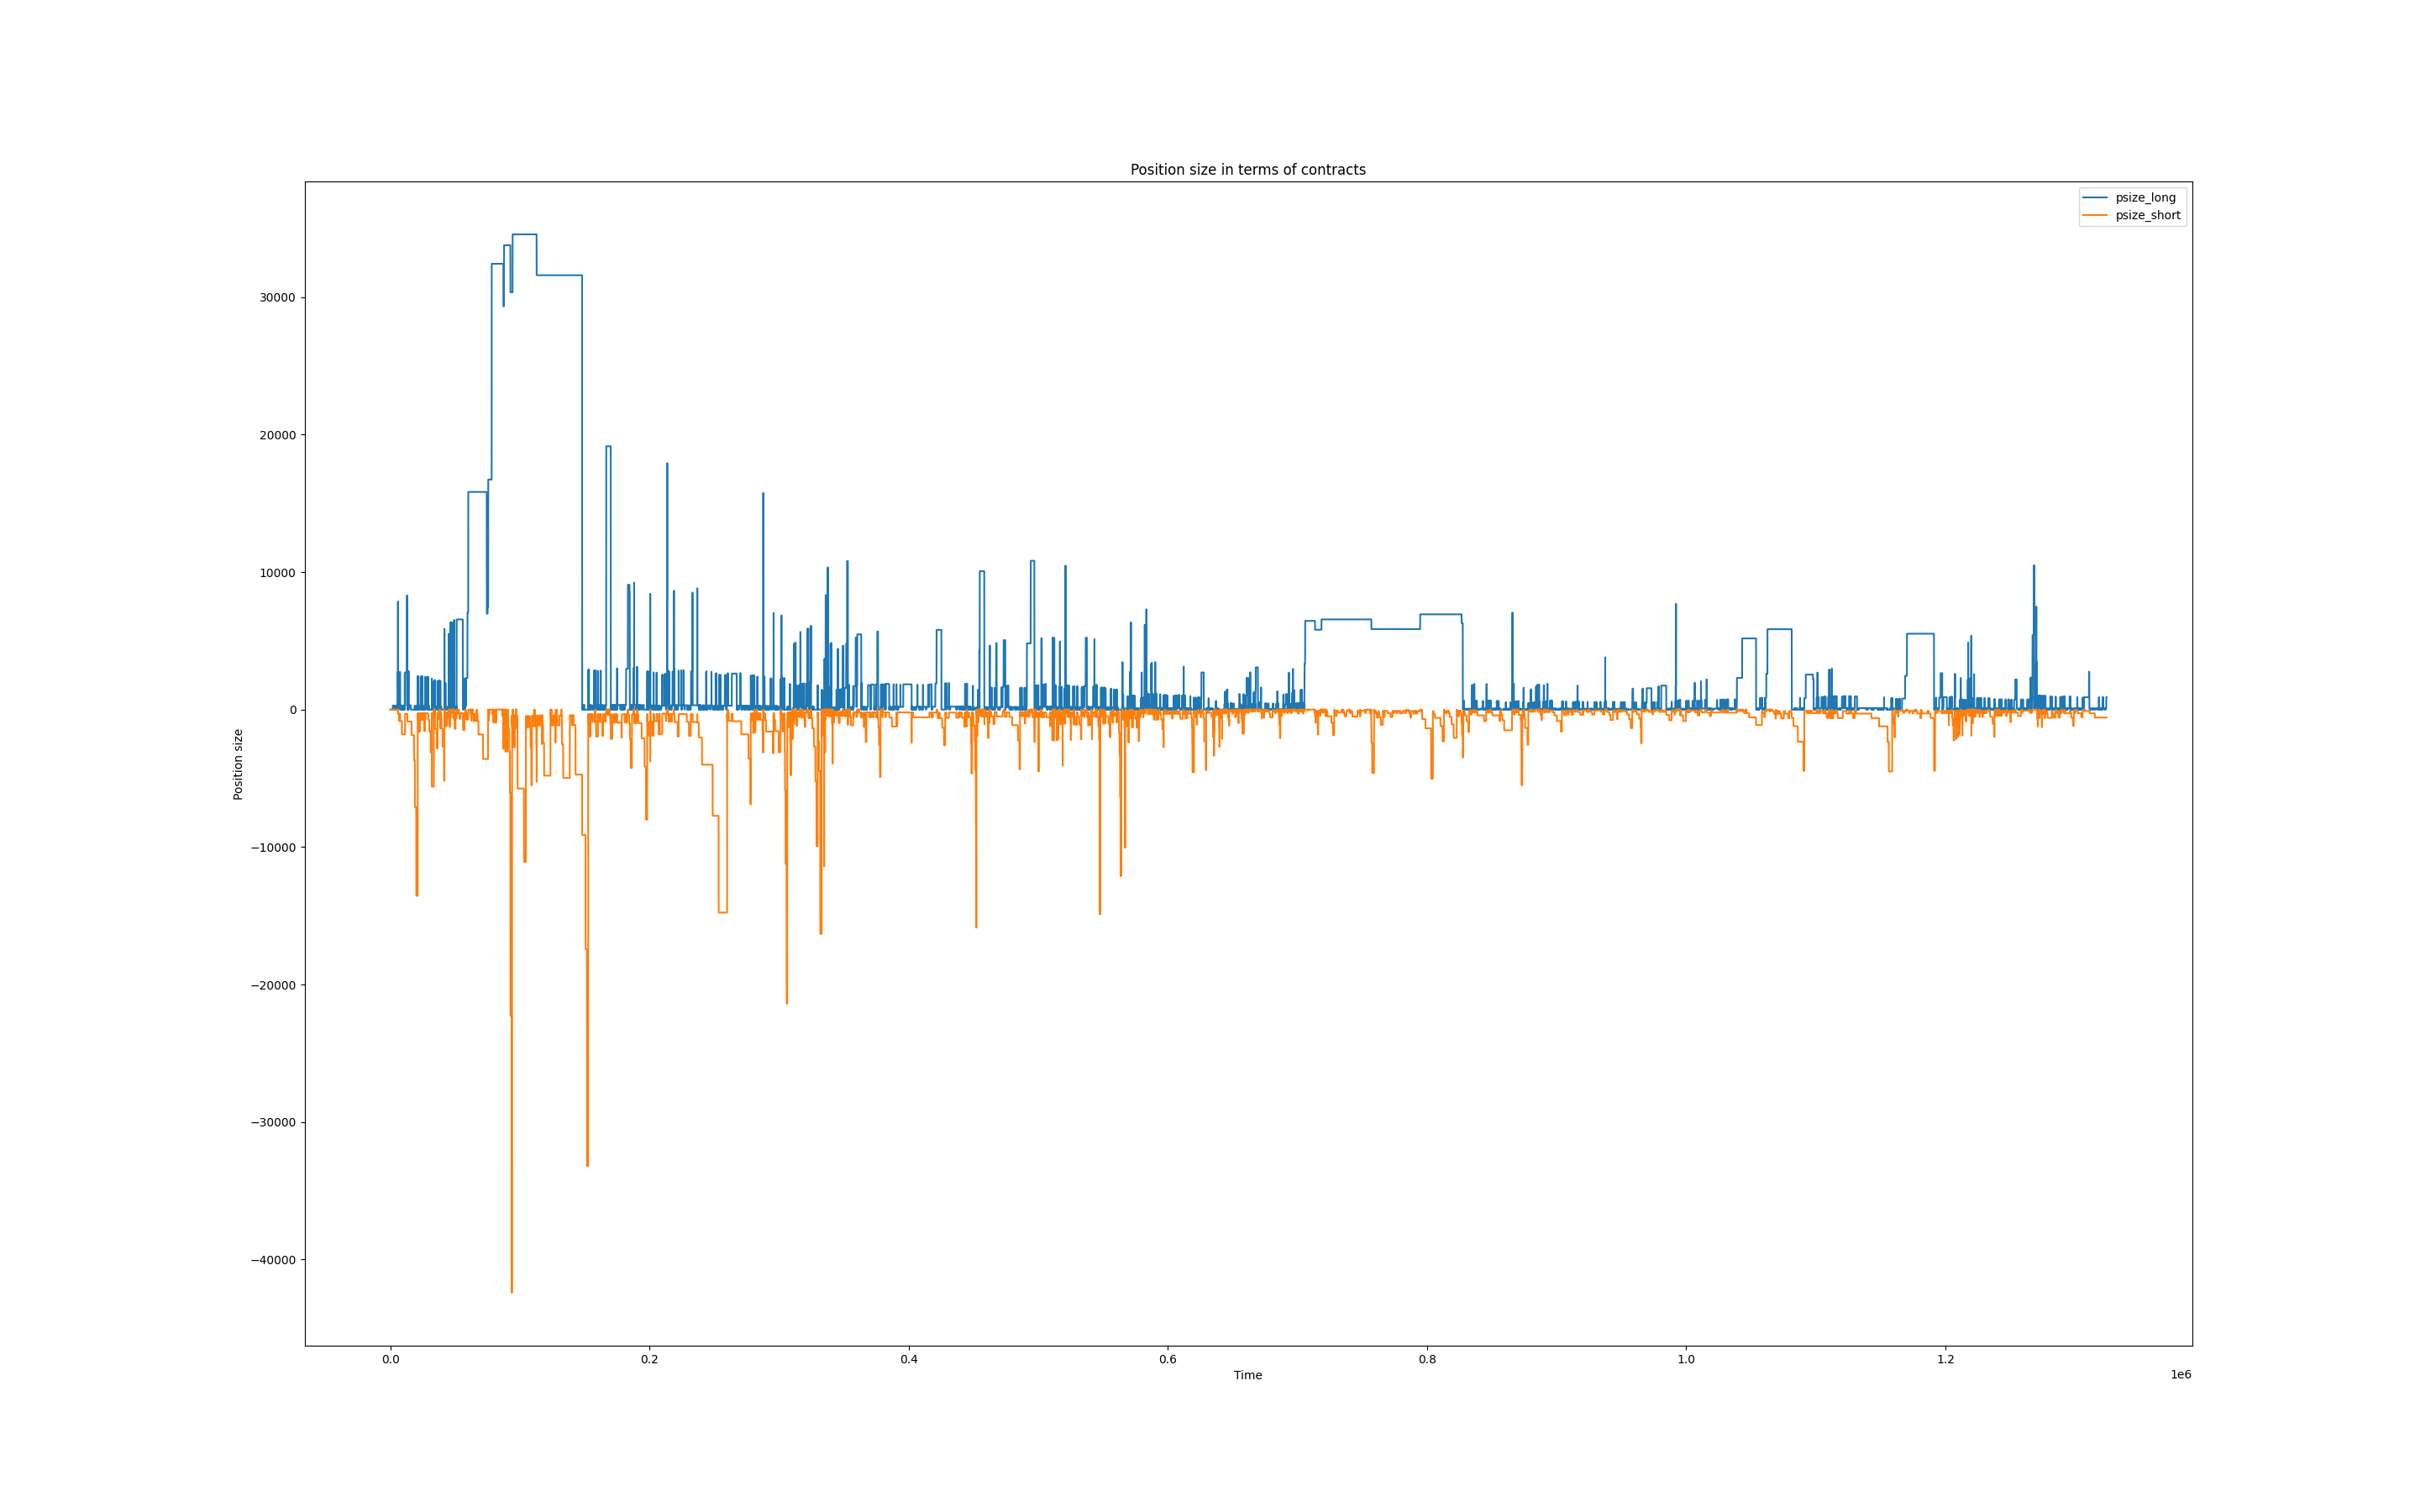 Position size in terms of contracts
psize_long
psize_short
30000
20000
10000
0
−10000
−20000
−30000
−40000
Position size
0.0
0.2
0.4
0.6
0.8
1.0
1.2
1e6
Time